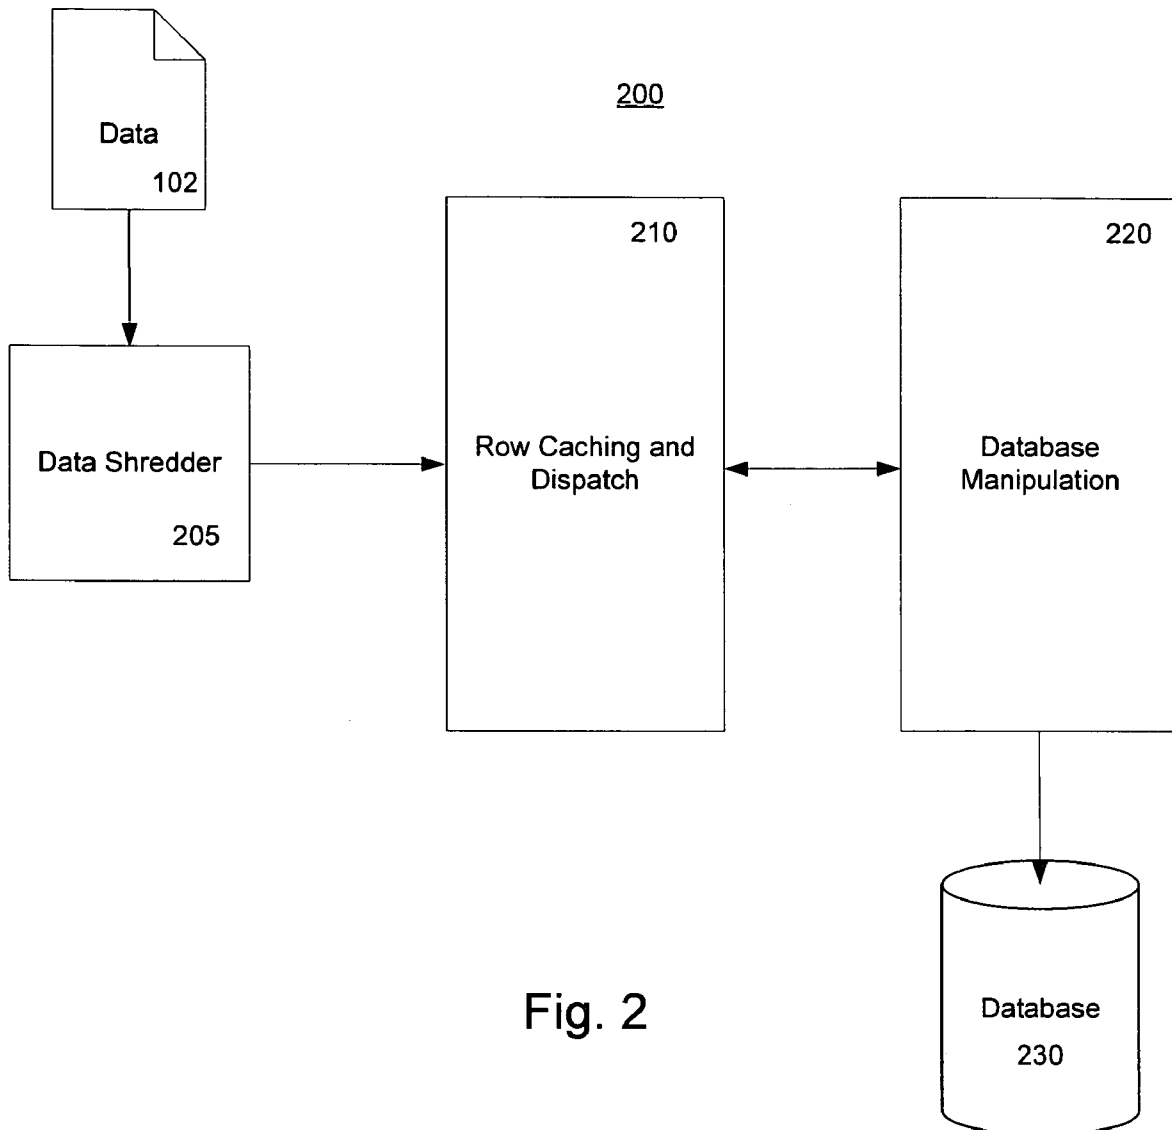 200
Data
102
210
220
Data Shredder
205
Row Caching and
Dispatch
Database
Manipulation
Fig. 2
Database
230